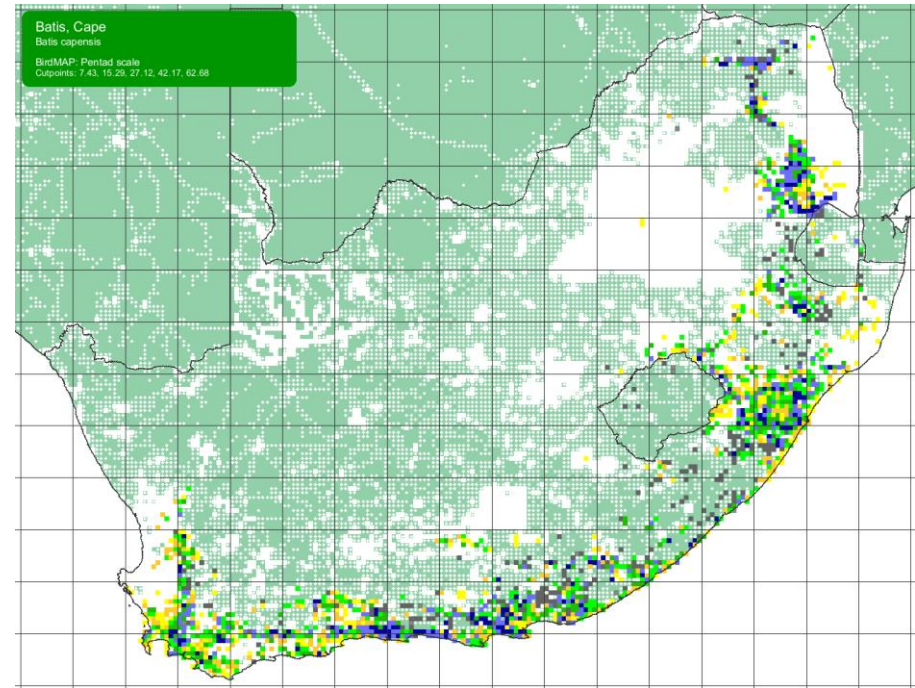 Batis, Cape
Batis capensis
BirdMAP: Pentad scale
Cutpoints: 7.43, 15.29, 27.12, 42.17, 62.68